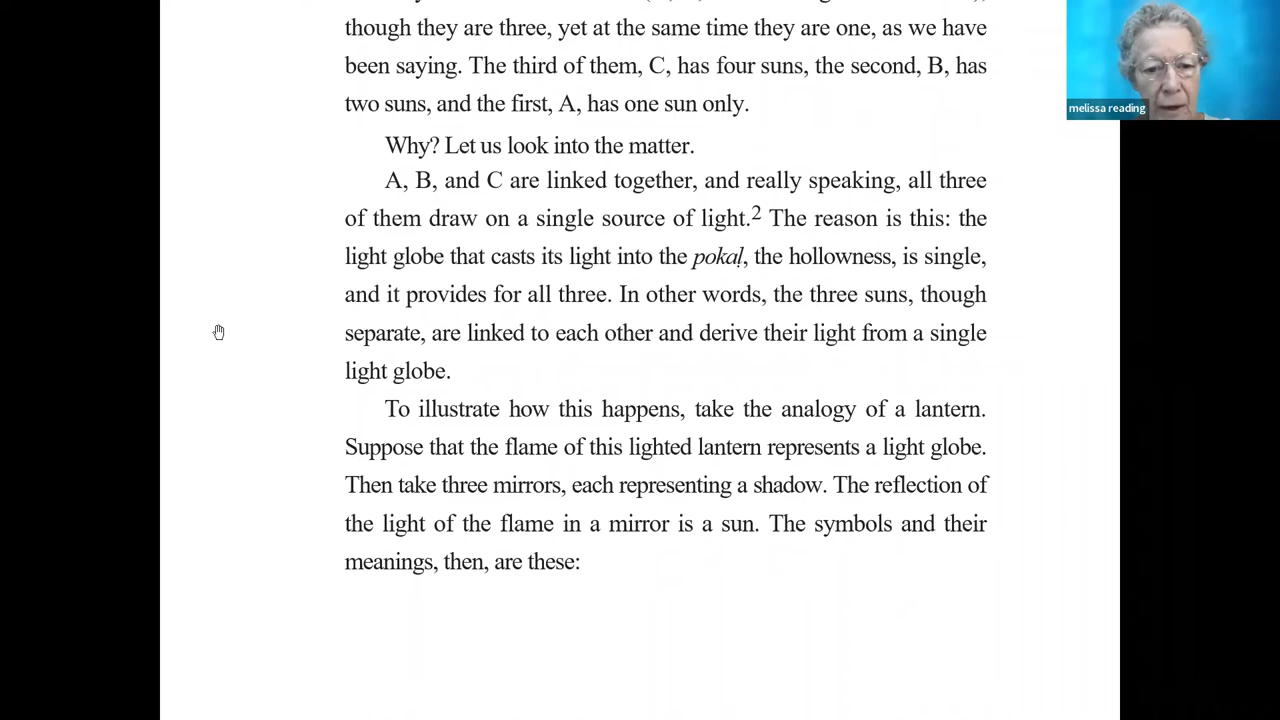 though they are three, yet at the same time they are one, as we have
been saying. The third of them, C, has four suns, the second, B, has
two suns, and the first, A, has one sun only.
Why? Let us look into the matter.
A, B, and C are linked together, and really speaking, all three
of them draw on a single source of light.2 The reason is this: the
light globe that casts its light into the pokaḷ, the hollowness, is single,
and it provides for all three. In other words, the three suns, though
separate, are linked to each other and derive their light from a single
light globe.
To illustrate how this happens, take the analogy of a lantern.
Suppose that the flame of this lighted lantern represents a light globe.
Then take three mirrors, each representing a shadow. The reflection of
the light of the flame in a mirror is a sun. The symbols and their
meanings, then, are these:
melissa reading